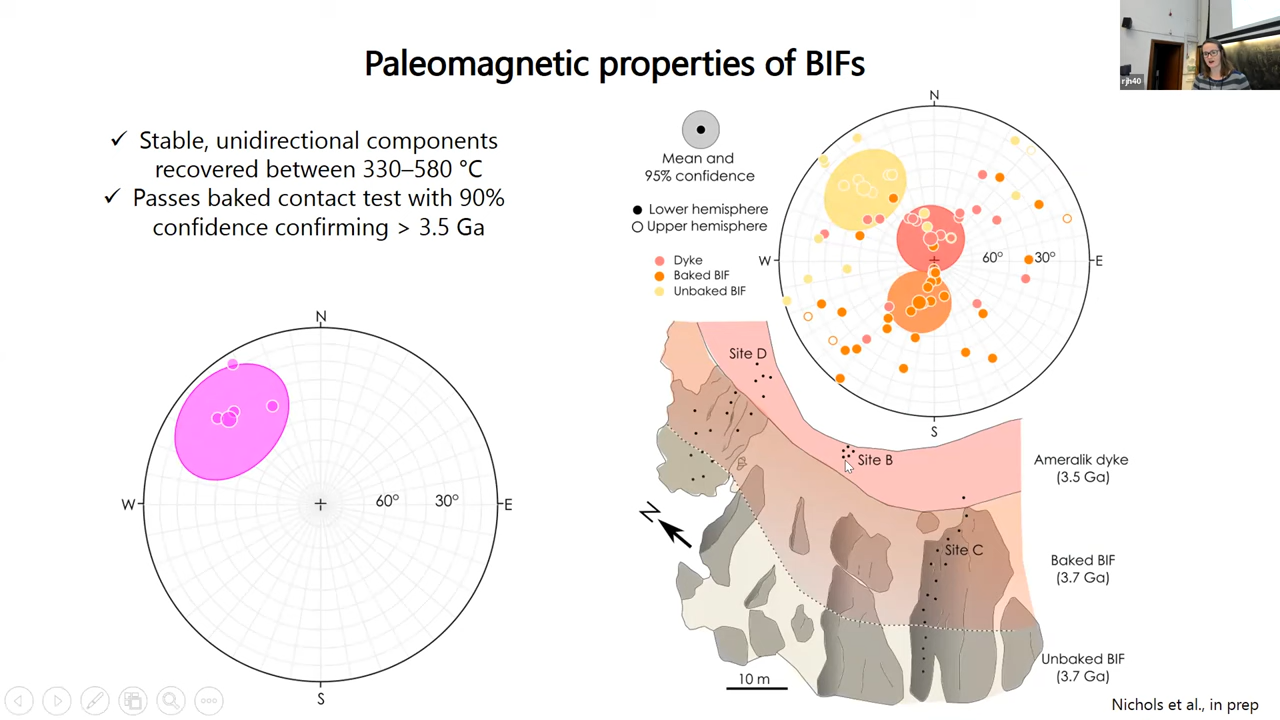 Paleomagnetic properties of BIFs
rjh40
✓ Stable, unidirectional components
recovered between 330–580 °C
✓ Passes baked contact test with 90%
confidence confirming > 3.5 Ga
N
W
60°
30°
E
S
Mean and
95% confidence
Lower hemisphere
Upper hemisphere
Dyke
Baked BIF
Unbaked BIF
N
W
60°
30°
E
S
Site D
Site B
Ameralik dyke
(3.5 Ga)
N
Site C
Baked BIF
(3.7 Ga)
Unbaked BIF
(3.7 Ga)
10 m
Nichols et al., in prep